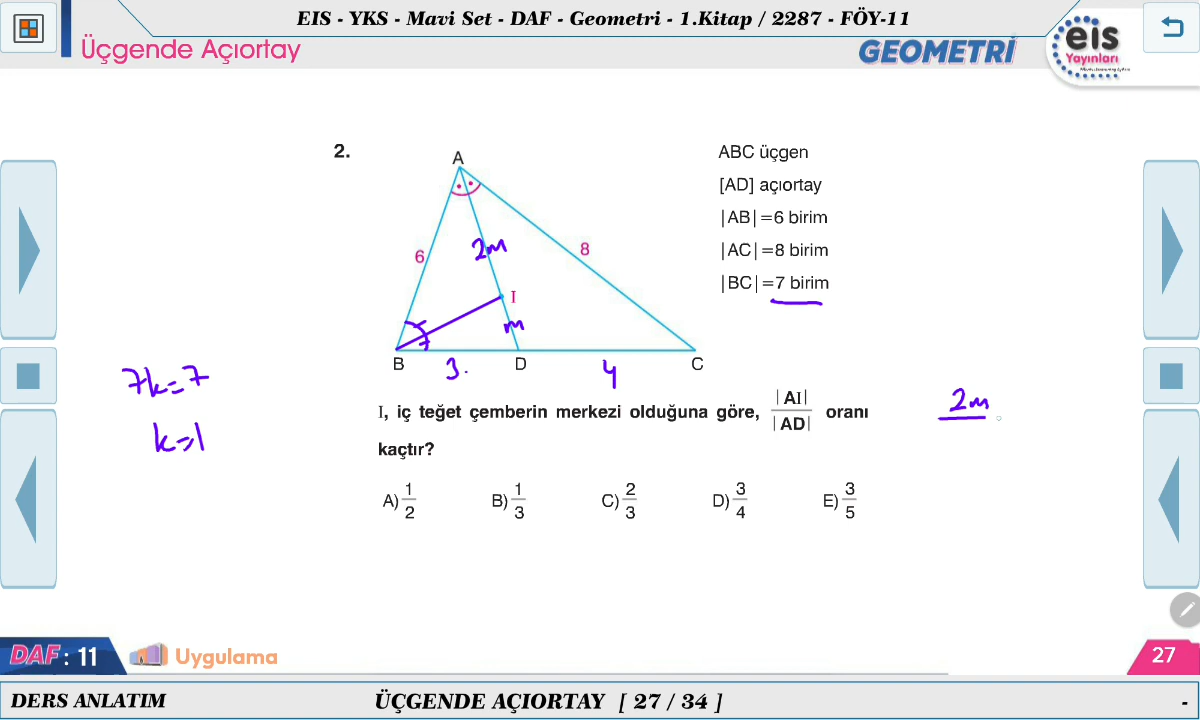 EIS - YKS - Mavi Set - DAF - Geometri - 1.Kitap / 2287 - FÖY-11
Üçgende Açıortay
GEOMETRİ
eis
Yayınları
2.
A
6
2m
8
I
m
B
3.
D
4
C
ABC üçgen
[AD] açıortay
|AB|=6 birim
|AC|=8 birim
|BC|=7 birim
7k=7
k=1
I, iç teğet çemberin merkezi olduğuna göre, |AI| / |AD| oranı
kaçtır?
2m
A) 1/2 B) 1/3 C) 2/3 D) 3/4 E) 3/5
DAF : 11
Uygulama
27
DERS ANLATIM
ÜÇGENDE AÇIORTAY [ 27 / 34 ]
-